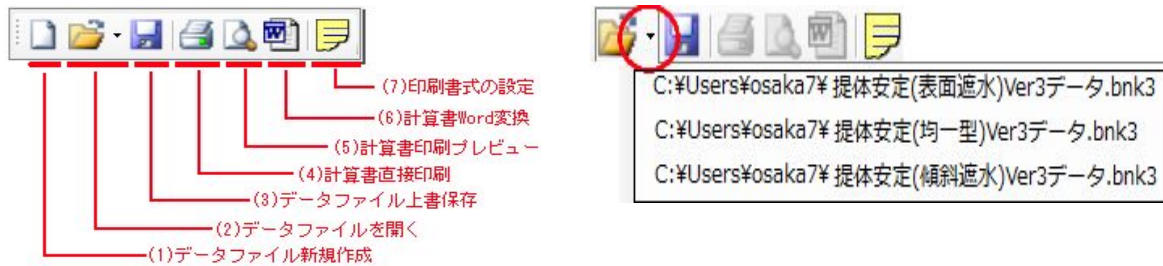 (7)印刷書式の設定
(6)計算書Word変換
(5)計算書印刷プレビュー
(4)計算書直接印刷
(3)データファイル上書保存
(2)データファイルを開く
(1)データファイル新規作成
C:¥Users¥osaka7¥ 提体安定(表面遮水)Ver3データ.bnk3
C:¥Users¥osaka7¥ 提体安定(均一型)Ver3データ.bnk3
C:¥Users¥osaka7¥ 提体安定(傾斜遮水)Ver3データ.bnk3